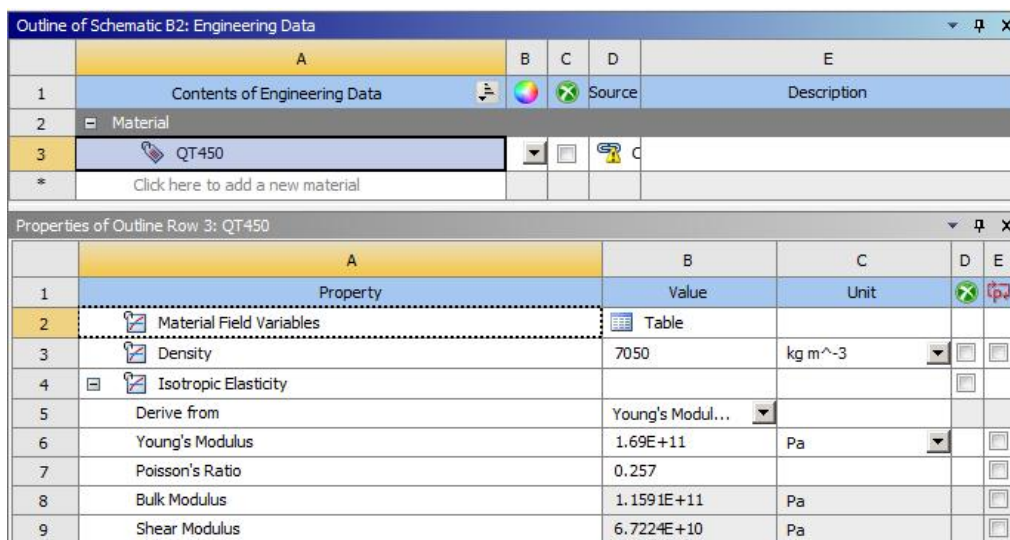 Outline of Schematic B2: Engineering Data
A B C D E
1 Contents of Engineering Data Source Description
2 Material
3 QT450 C
* Click here to add a new material
Properties of Outline Row 3: QT450
A B C D E
1 Property Value Unit
2 Material Field Variables Table
3 Density 7050 kg m^-3
4 Isotropic Elasticity
5 Derive from Young's Modul...
6 Young's Modulus 1.69E+11 Pa
7 Poisson's Ratio 0.257
8 Bulk Modulus 1.1591E+11 Pa
9 Shear Modulus 6.7224E+10 Pa